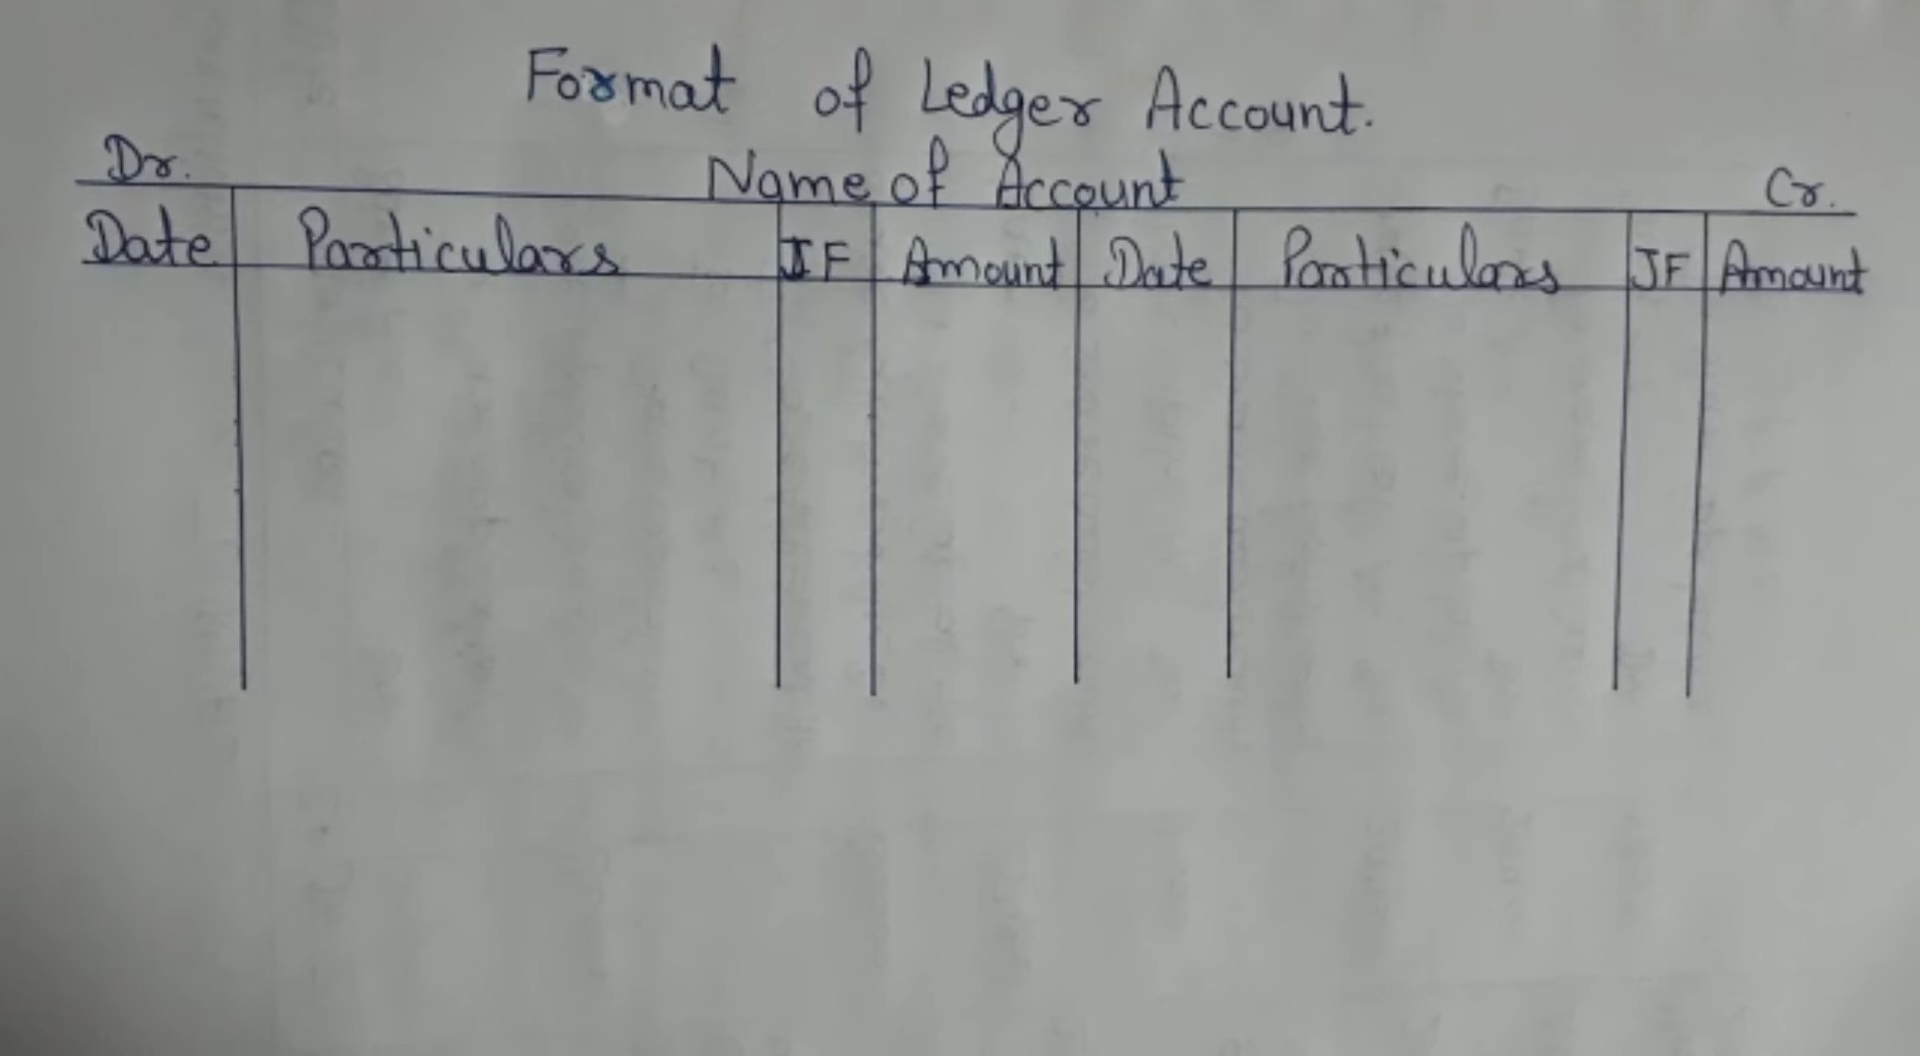 Format of Ledger Account.
Dr. Name of Account Cr.
Date Particulars JF Amount Date Particulars JF Amount